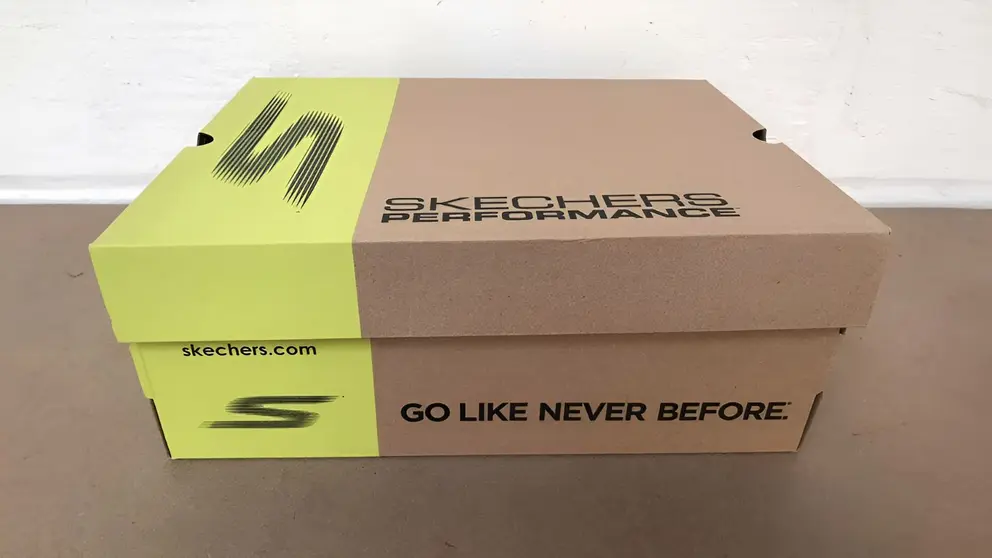 SKECHERS
PERFORMANCE
skechers.com
GO LIKE NEVER BEFORE.